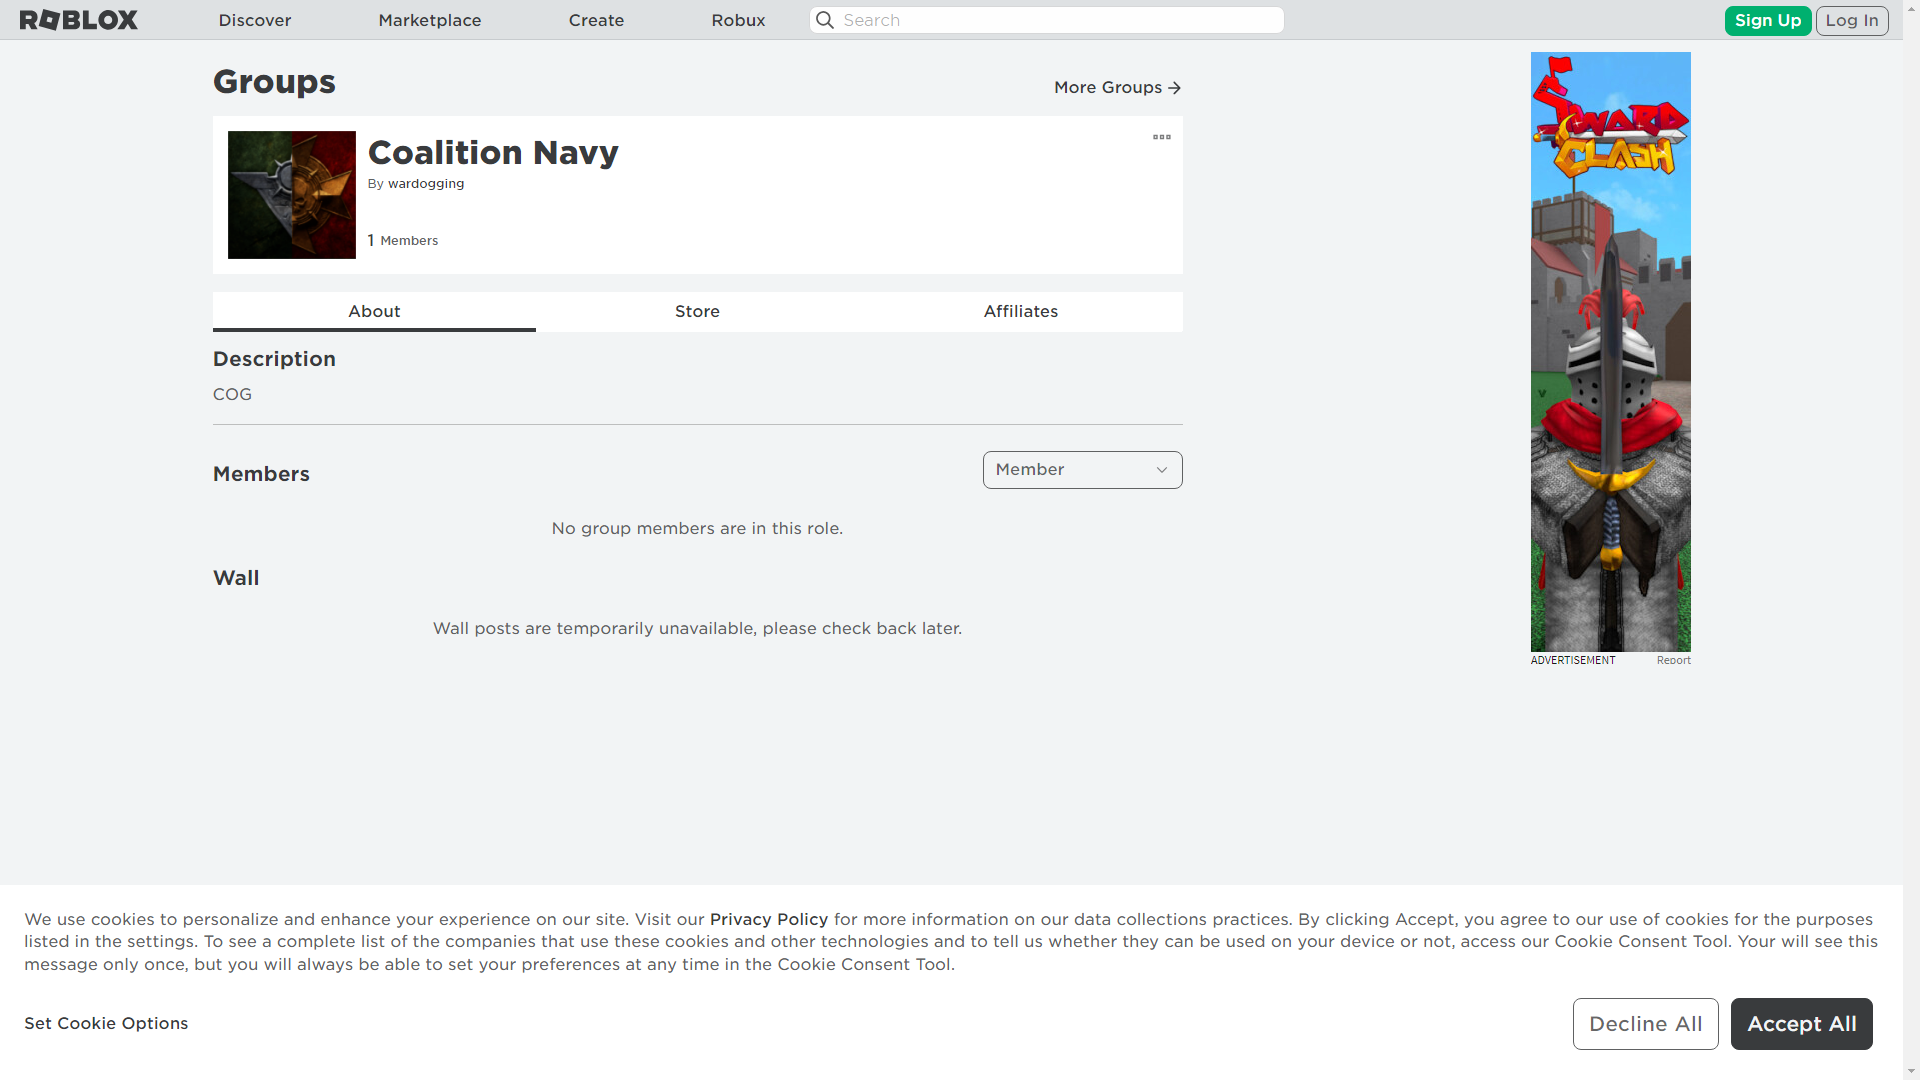 ROBLOX
Discover
Marketplace
Create
Robux
Search
Sign Up
Log In
Groups
More Groups
Coalition Navy
By wardogging
1 Members
About
Store
Affiliates
Description
COG
Members
Member
No group members are in this role.
Wall
Wall posts are temporarily unavailable, please check back later.
SWORD
CLASH
V
ADVERTISEMENT
Report
We use cookies to personalize and enhance your experience on our site. Visit our Privacy Policy for more information on our data collections practices. By clicking Accept, you agree to our use of cookies for the purposes
listed in the settings. To see a complete list of the companies that use these cookies and other technologies and to tell us whether they can be used on your device or not, access our Cookie Consent Tool. Your will see this
message only once, but you will always be able to set your preferences at any time in the Cookie Consent Tool.
Set Cookie Options
Decline All
Accept All